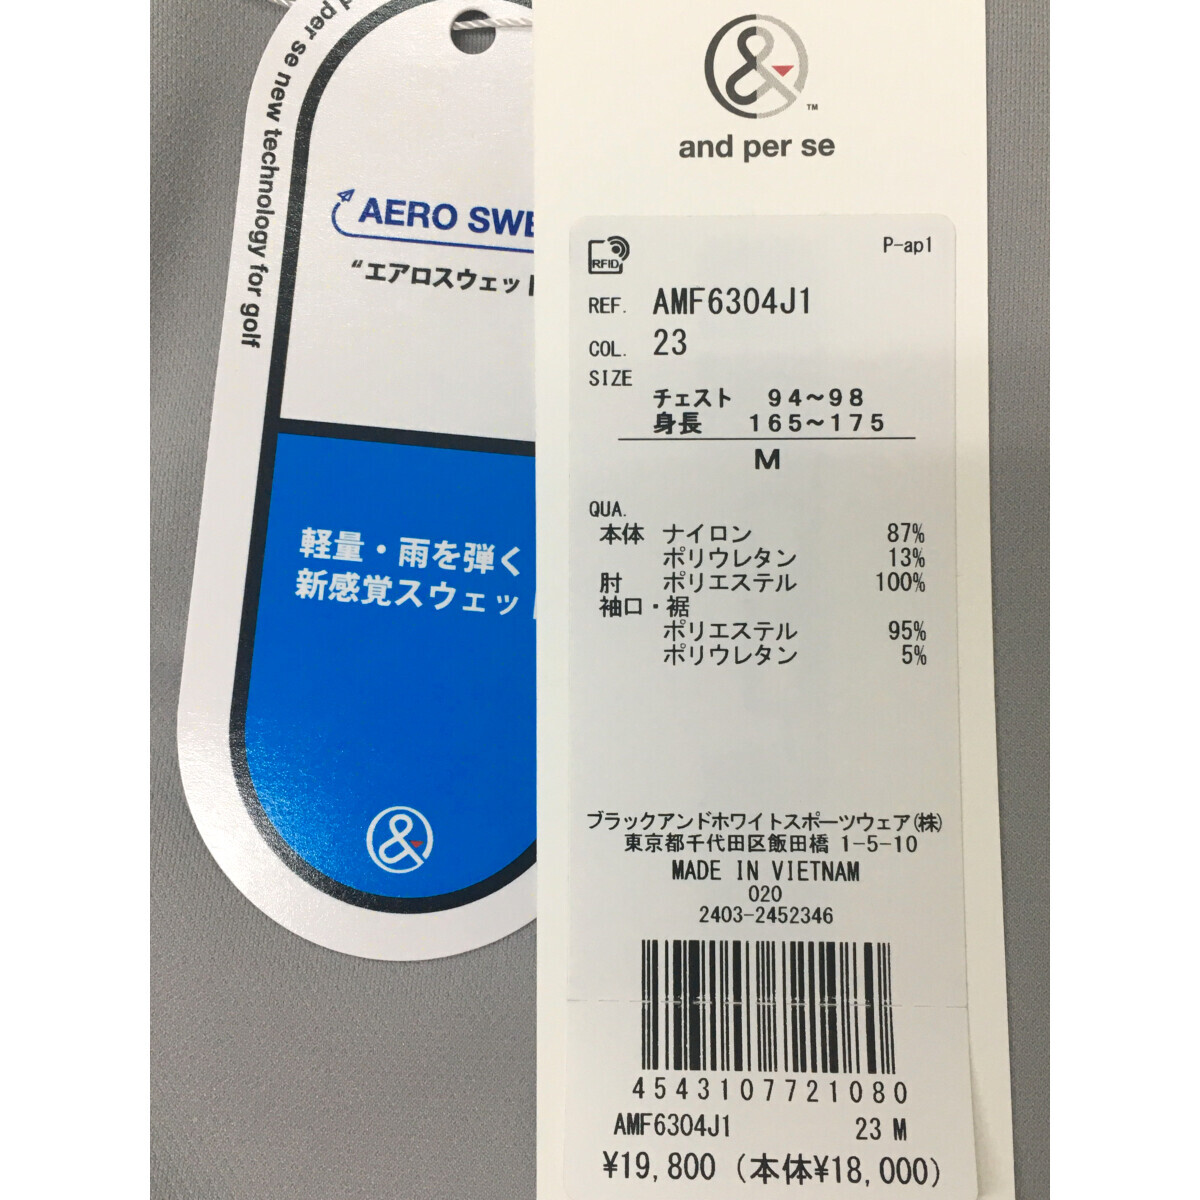 d per se new technology for golf
AERO SWE
“エアロスウェット
軽量・雨を弾く
新感覚スウェット
&
and per se
TM
RFID
P-ap1
REF. AMF6304J1
COL. 23
SIZE
チェスト 94~98
身長 165~175
M
QUA.
本体 ナイロン 87%
ポリウレタン 13%
肘 ポリエステル 100%
袖口・裾
ポリエステル 95%
ポリウレタン 5%
ブラックアンドホワイトスポーツウェア(株)
東京都千代田区飯田橋 1-5-10
MADE IN VIETNAM
020
2403-2452346
4543107721080
AMF6304J1 23 M
¥19,800 (本体¥18,000)